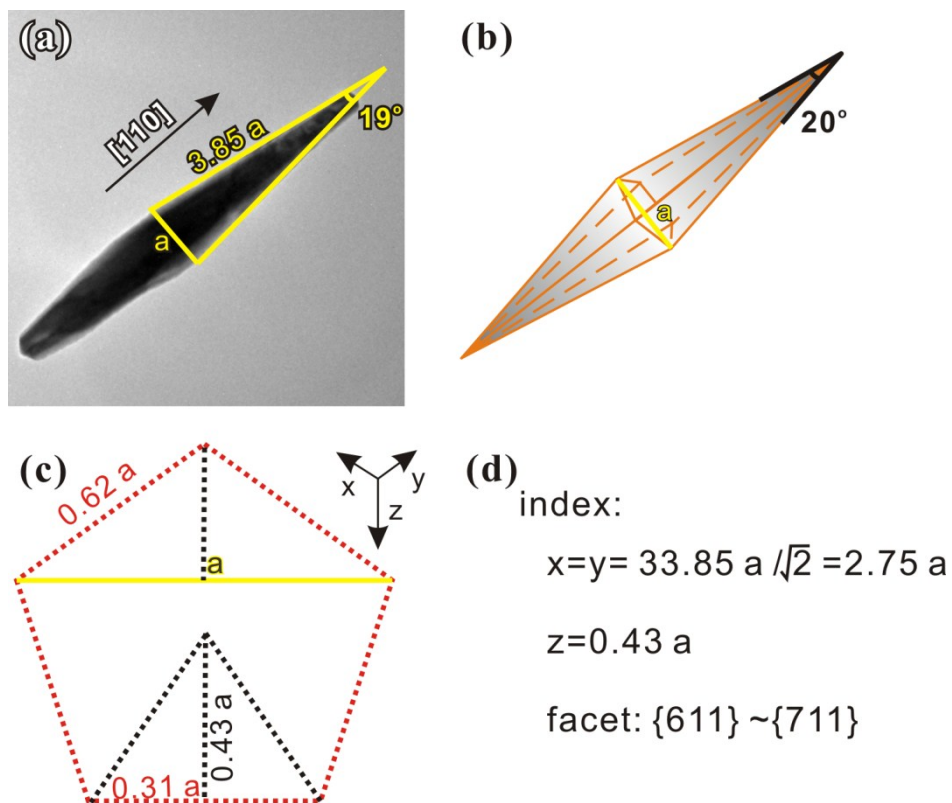 (a)
[110]
3.85 a
19°
a
(b)
20°
a
(c)
0.62 a
a
x
y
z
0.43 a
0.31 a
(d)
index:
x=y= 33.85 a /√2 =2.75 a
z=0.43 a
facet: {611} ~{711}